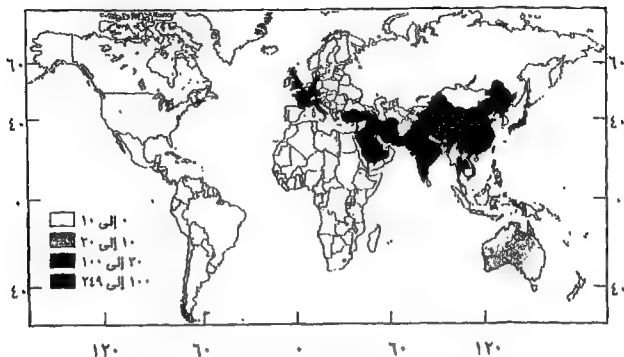 ٦٠ ٦٠
٤٠ ٤٠
٠ ٠
٠ إلى ١٠
١٠ إلى ٢٠
٢٠ إلى ١٠٠
١٠٠ إلى ٢٤٩
٤٠ ٤٠
١٢٠ ٦٠ ٠ ٦٠ ١٢٠